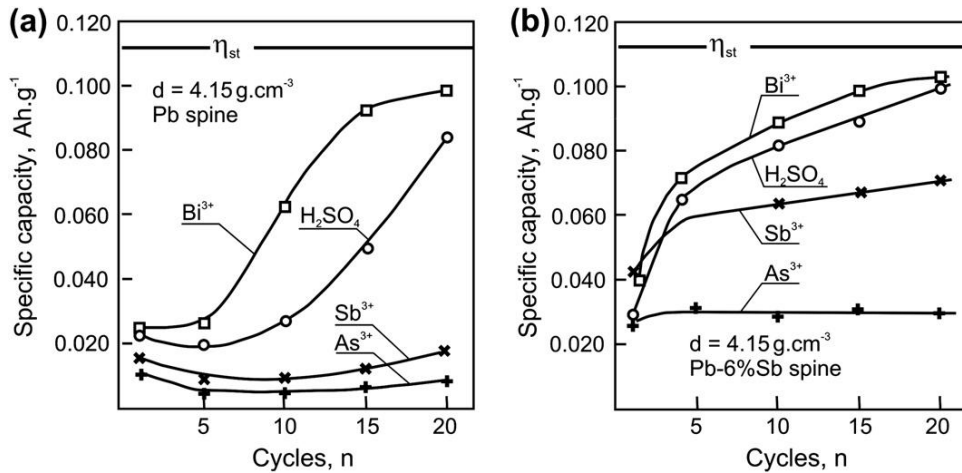 (a)
Specific capacity, Ah.g⁻¹
0.120
0.100
0.080
0.060
0.040
0.020
ηst
d = 4.15 g.cm⁻³
Pb spine
Bi³⁺
H₂SO₄
Sb³⁺
As³⁺
5 10 15 20
Cycles, n
(b)
Specific capacity, Ah.g⁻¹
0.120
0.100
0.080
0.060
0.040
0.020
ηst
Bi³⁺
H₂SO₄
Sb³⁺
As³⁺
d = 4.15 g.cm⁻³
Pb-6%Sb spine
5 10 15 20
Cycles, n